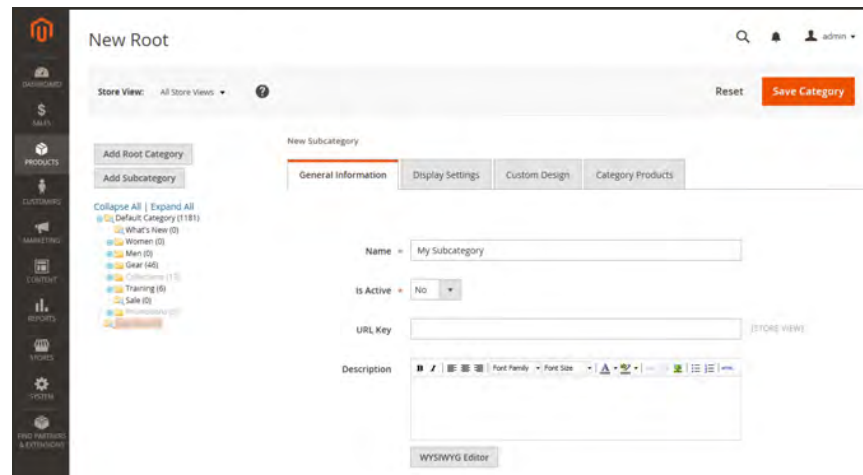 New Root
admin
Store View: All Store Views
Reset
Save Category
DASHBOARD
SALES
PRODUCTS
CUSTOMERS
MARKETING
CONTENT
REPORTS
STORES
SYSTEM
FIND PARTNERS
& EXTENSIONS
Add Root Category
Add Subcategory
Collapse All | Expand All
Default Category (1181)
What's New (0)
Women (0)
Men (0)
Gear (46)
Collections (13)
Training (6)
Sale (0)
New Subcategory
General Information
Display Settings
Custom Design
Category Products
Name *
My Subcategory
Is Active *
No
URL Key
[STORE VIEW]
Description
B I Font Family Font Size A HTML
WYSIWYG Editor